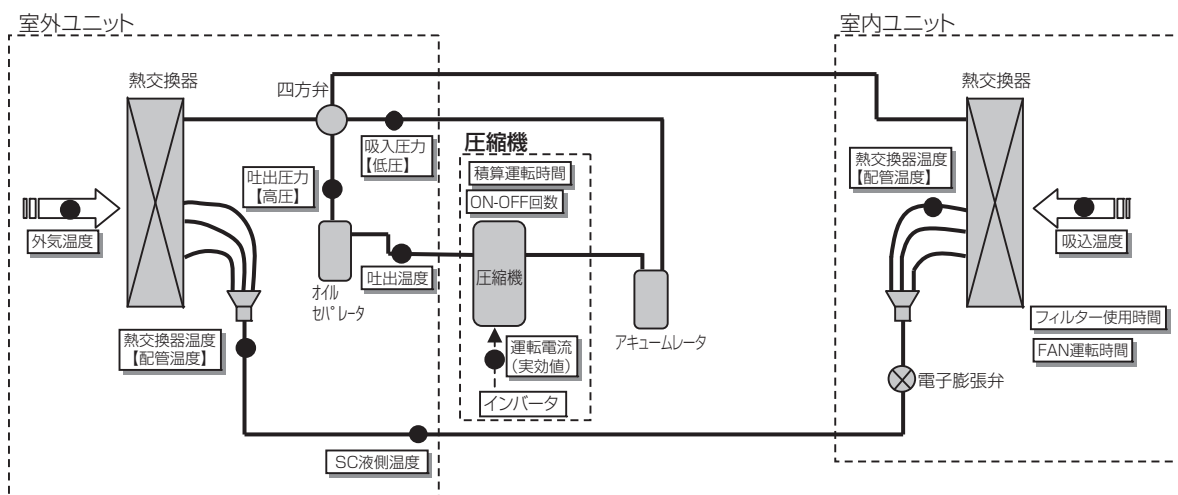 室外ユニット
室内ユニット
熱交換器
四方弁
熱交換器
吸入圧力
【低圧】
圧縮機
積算運転時間
ON-OFF回数
吐出圧力
【高圧】
熱交換器温度
【配管温度】
外気温度
吸込温度
吐出温度
圧縮機
オイル
セパレータ
アキュームレータ
熱交換器温度
【配管温度】
運転電流
(実効値)
インバータ
フィルター使用時間
FAN運転時間
電子膨張弁
SC液側温度